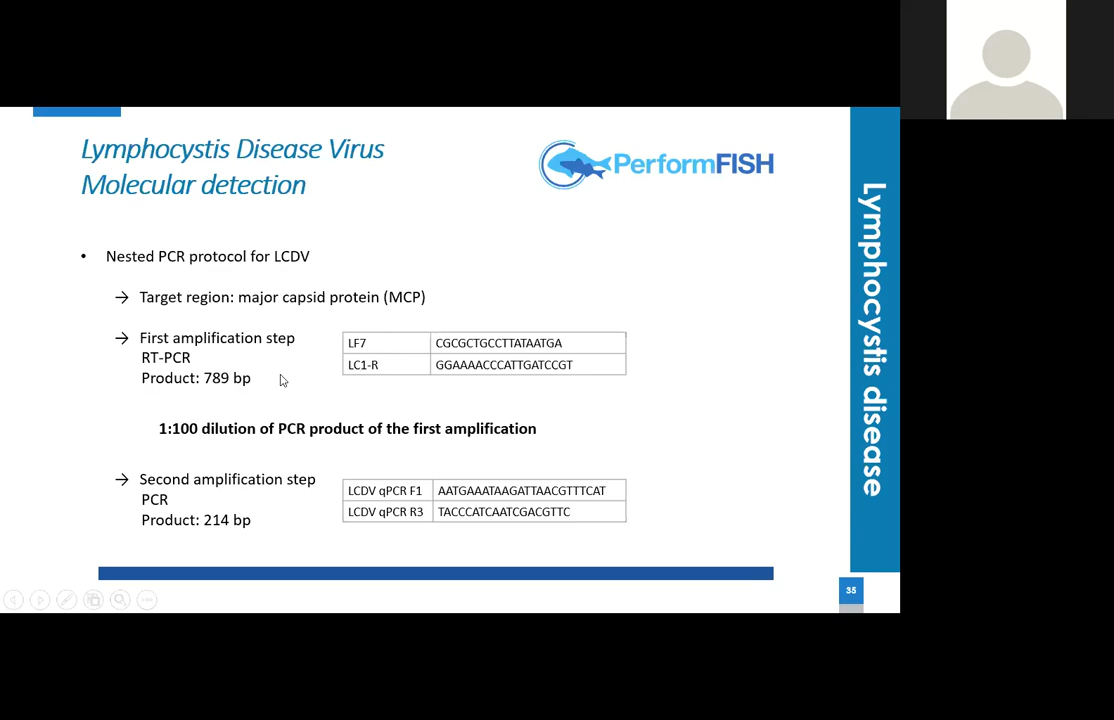 Lymphocystis Disease Virus
Molecular detection
PerformFISH
• Nested PCR protocol for LCDV
→ Target region: major capsid protein (MCP)
→ First amplification step
RT-PCR
Product: 789 bp
LF7 CGCGCTGCCTTATAATGA
LC1-R GGAAAACCCATTGATCCGT
1:100 dilution of PCR product of the first amplification
→ Second amplification step
PCR
Product: 214 bp
LCDV qPCR F1 AATGAAATAAGATTAACGTTTCAT
LCDV qPCR R3 TACCCATCAATCGACGTTC
Lymphocystis disease
35